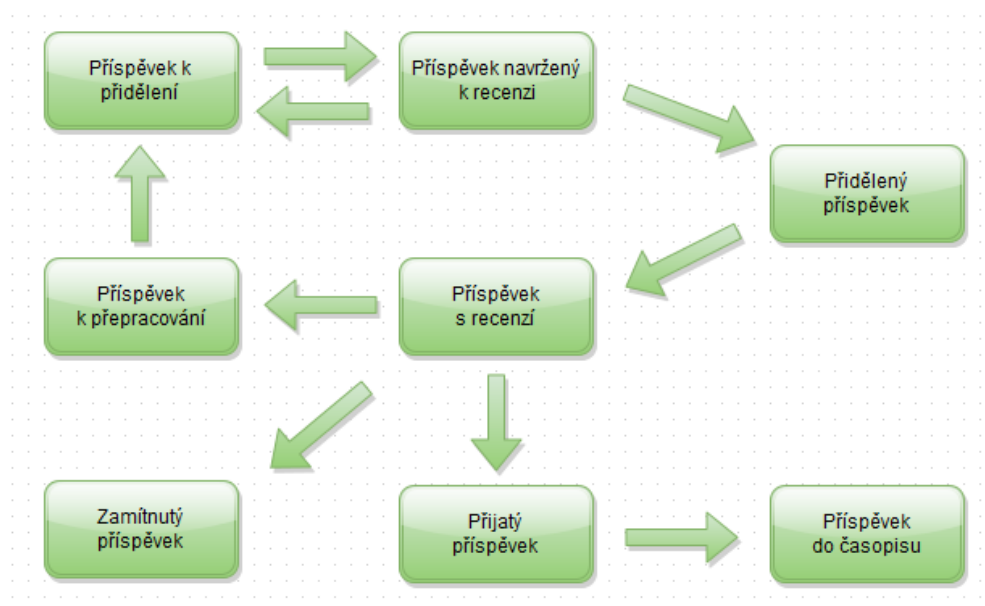 Příspěvek k
přidělení
Příspěvek navržený
k recenzi
Přidělený
příspěvek
Příspěvek
k přepracování
Příspěvek
s recenzí
Zamítnutý
příspěvek
Přijatý
příspěvek
Příspěvek
do časopisu